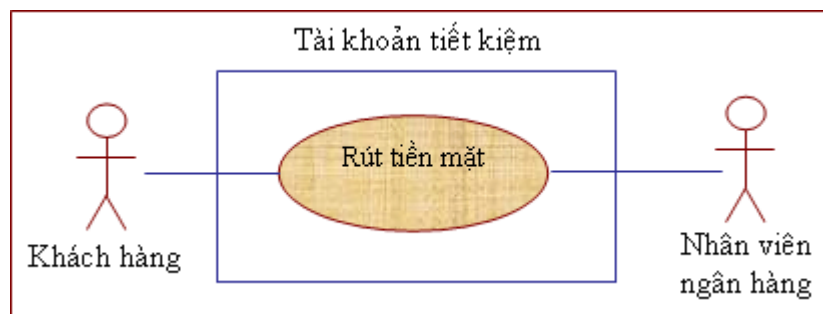 Tài khoản tiết kiệm
Rút tiền mặt
Khách hàng
Nhân viên
ngân hàng